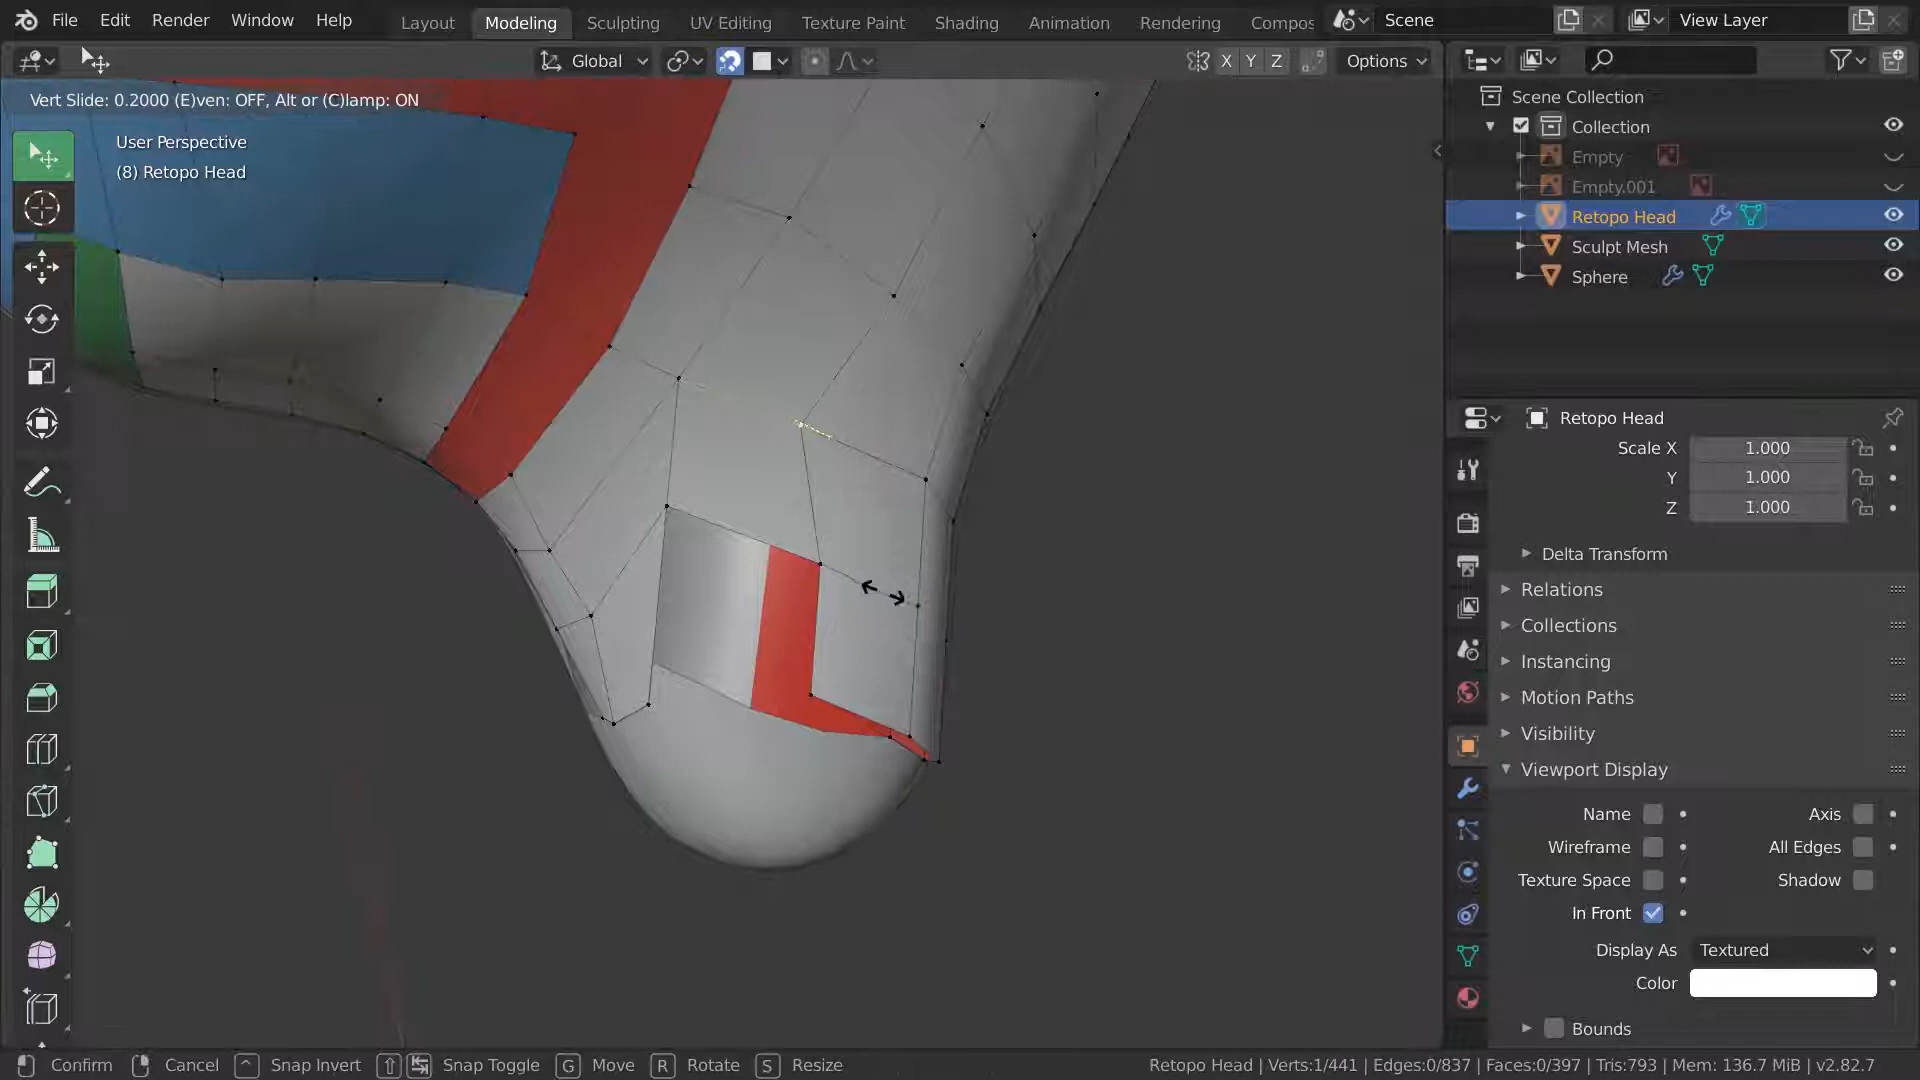 File Edit Render Window Help Layout Modeling Sculpting UV Editing Texture Paint Shading Animation Rendering Compos Scene View Layer
Global X Y Z Options
Vert Slide: 0.2000 (E)ven: OFF, Alt or (C)lamp: ON
User Perspective
(8) Retopo Head
Scene Collection
Collection
Empty
Empty.001
Retopo Head
Sculpt Mesh
Sphere
Retopo Head
Scale X 1.000
Y 1.000
Z 1.000
Delta Transform
Relations
Collections
Instancing
Motion Paths
Visibility
Viewport Display
Name Axis
Wireframe All Edges
Texture Space Shadow
In Front
Display As Textured
Color
Bounds
Confirm Cancel Snap Invert Snap Toggle G Move R Rotate S Resize Retopo Head | Verts:1/441 | Edges:0/837 | Faces:0/397 | Tris:793 | Mem: 136.7 MiB | v2.82.7